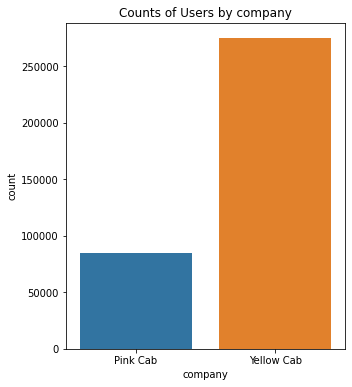 Counts of Users by company
count
250000
200000
150000
100000
50000
0
Pink Cab Yellow Cab
company